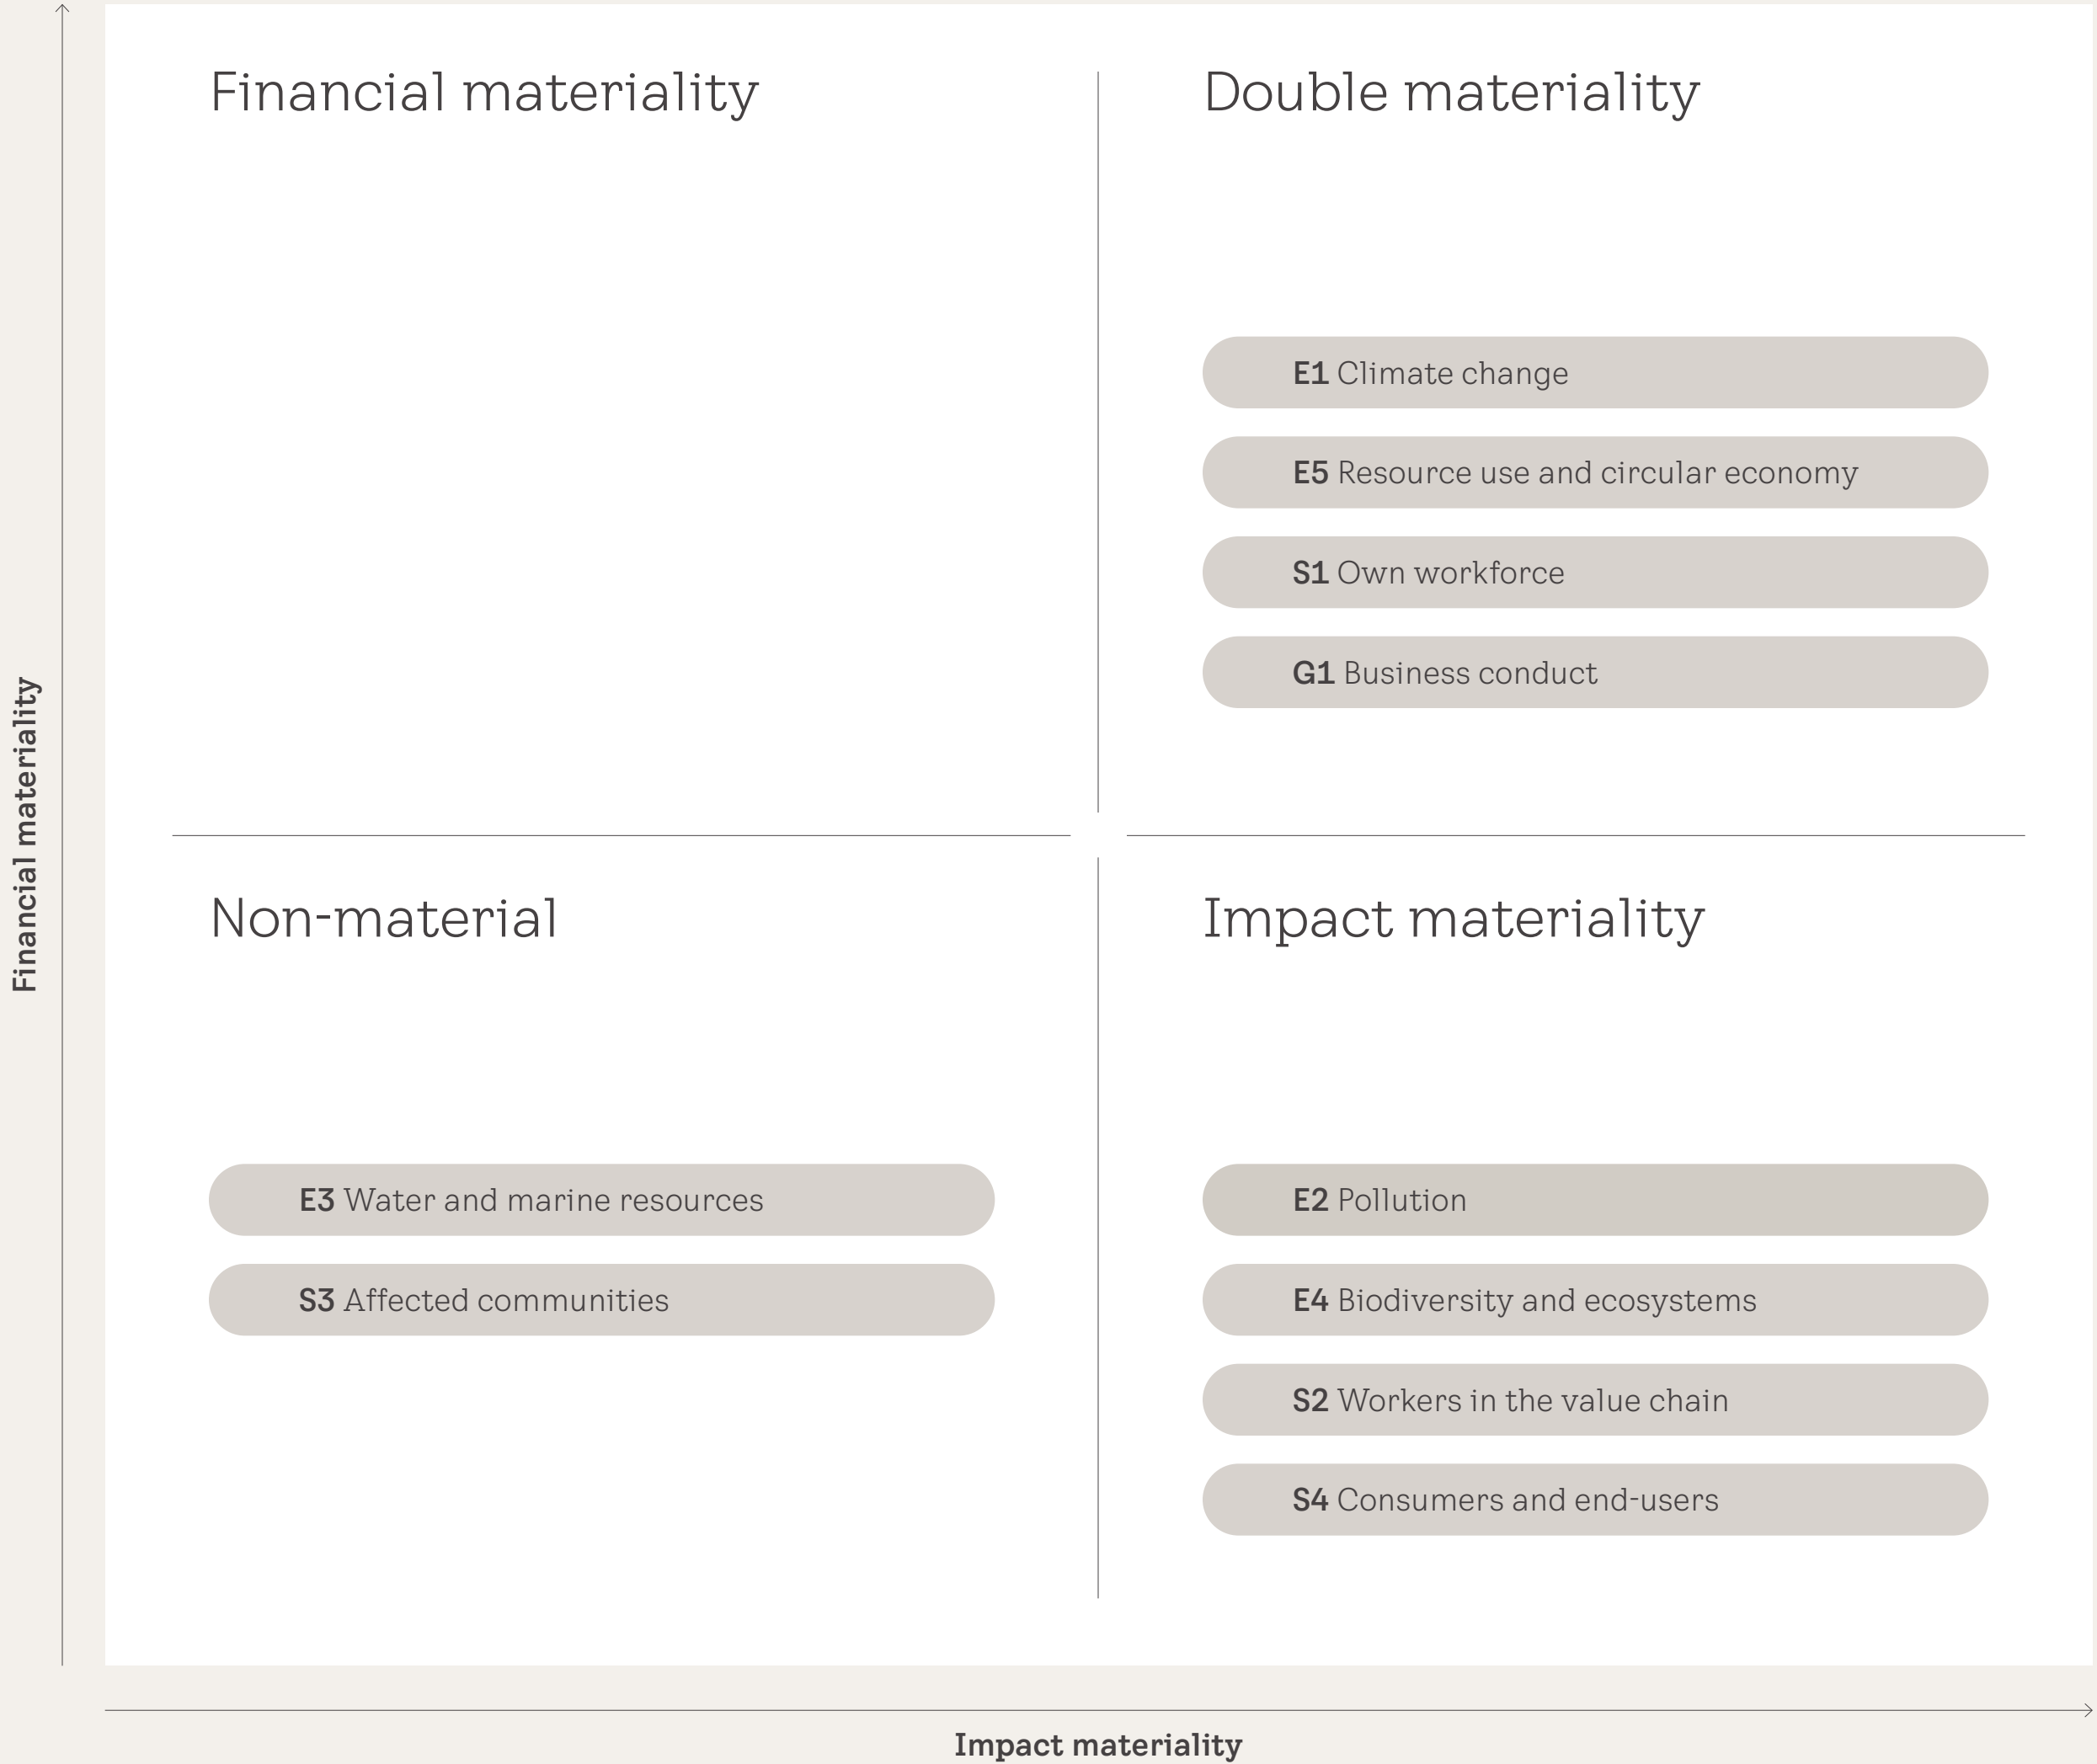 Financial materiality
Financial materiality
Double materiality
E1 Climate change
E5 Resource use and circular economy
S1 Own workforce
G1 Business conduct
Non-material
E3 Water and marine resources
S3 Affected communities
Impact materiality
E2 Pollution
E4 Biodiversity and ecosystems
S2 Workers in the value chain
S4 Consumers and end-users
Impact materiality